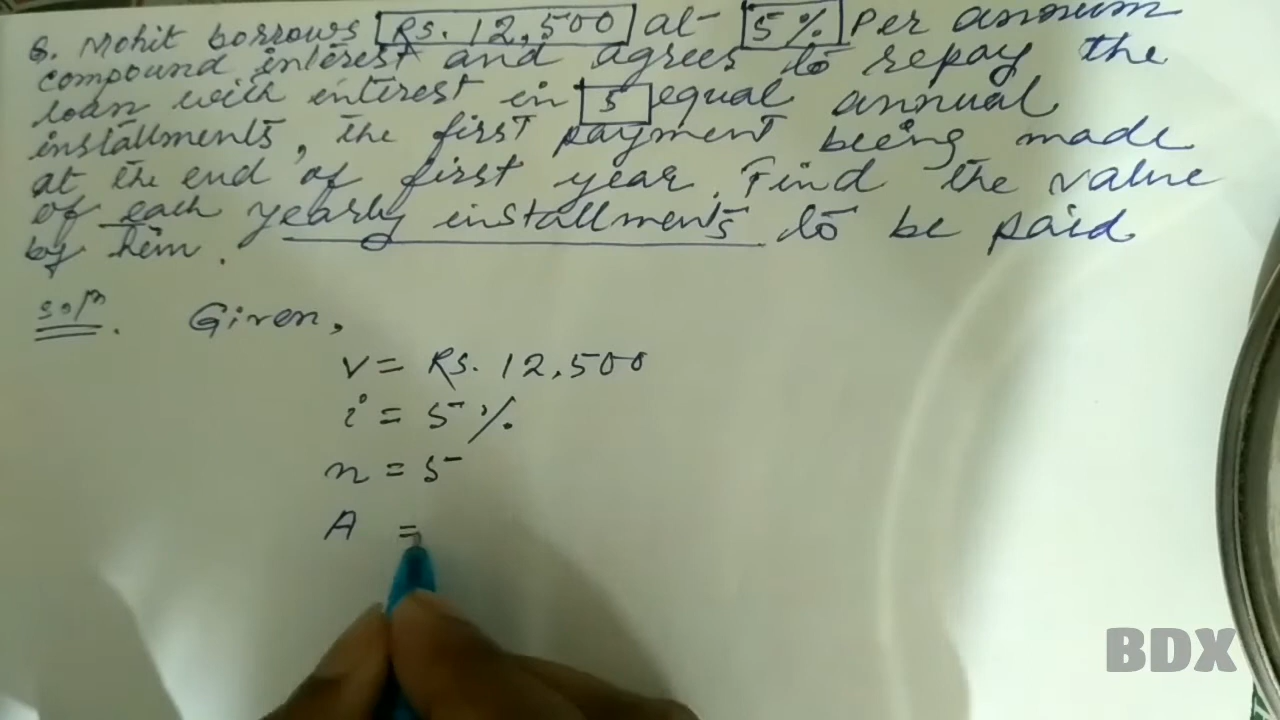 Q. Mohit borrows Rs. 12,500 at 5% per annum
compound interest and agrees to repay the
loan with interest in 5 equal annual
installments, the first payment being made
at the end of first year. Find the value
of each yearly installments to be paid
by him.
Soln. Given,
V = Rs. 12,500
i = 5%
n = 5
A =
BDX